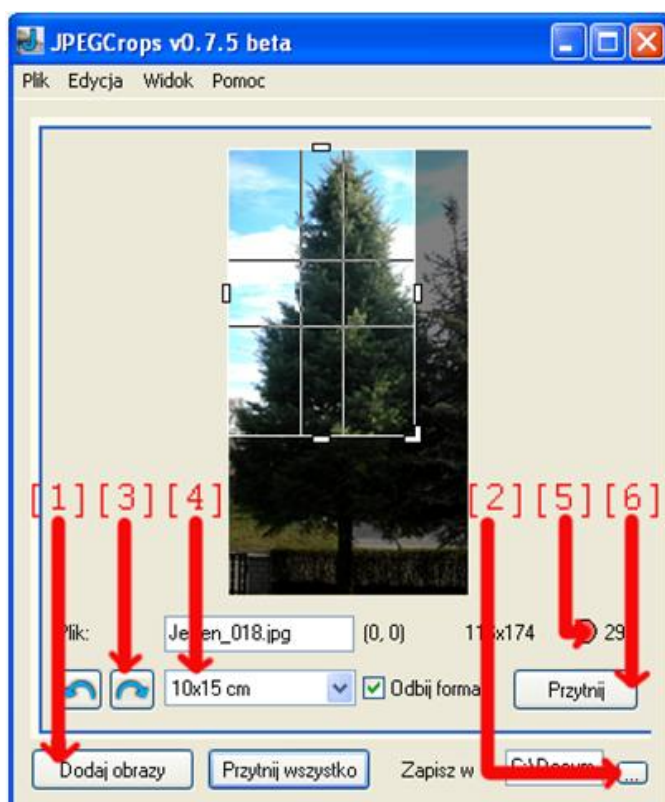 JPEGCrops v0.7.5 beta
Plik Edycja Widok Pomoc
[1] [3] [4] [2] [5] [6]
Plik: (0, 0)
10x15 cm Odbij Przytnij
Dodaj obrazy Przytnij wszystko Zapisz w ...